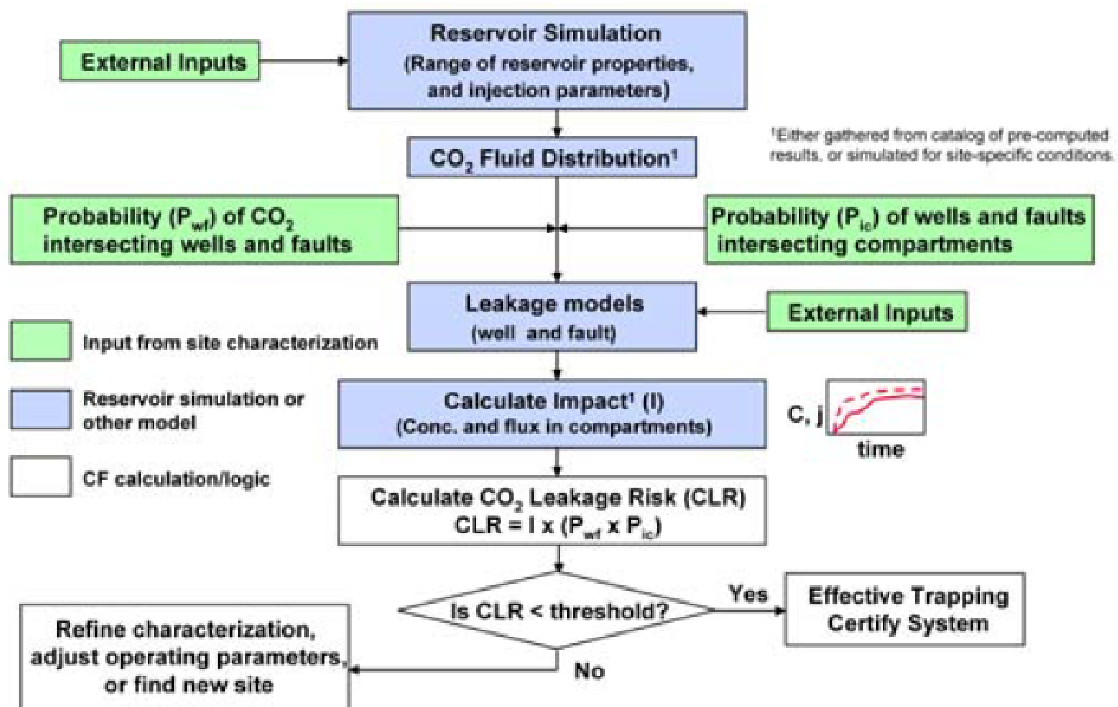 Reservoir Simulation
(Range of reservoir properties,
and injection parameters)
External Inputs
CO₂ Fluid Distribution¹
¹Either gathered from catalog of pre-computed
results, or simulated for site-specific conditions.
Probability (P_wf) of CO₂
intersecting wells and faults
Probability (P_ic) of wells and faults
intersecting compartments
Leakage models
(well and fault)
External Inputs
Input from site characterization
Reservoir simulation or
other model
CF calculation/logic
Calculate Impact¹ (I)
(Conc. and flux in compartments)
C, j
time
Calculate CO₂ Leakage Risk (CLR)
CLR = I x (P_wf x P_ic)
Is CLR < threshold?
Yes
Effective Trapping
Certify System
No
Refine characterization,
adjust operating parameters,
or find new site